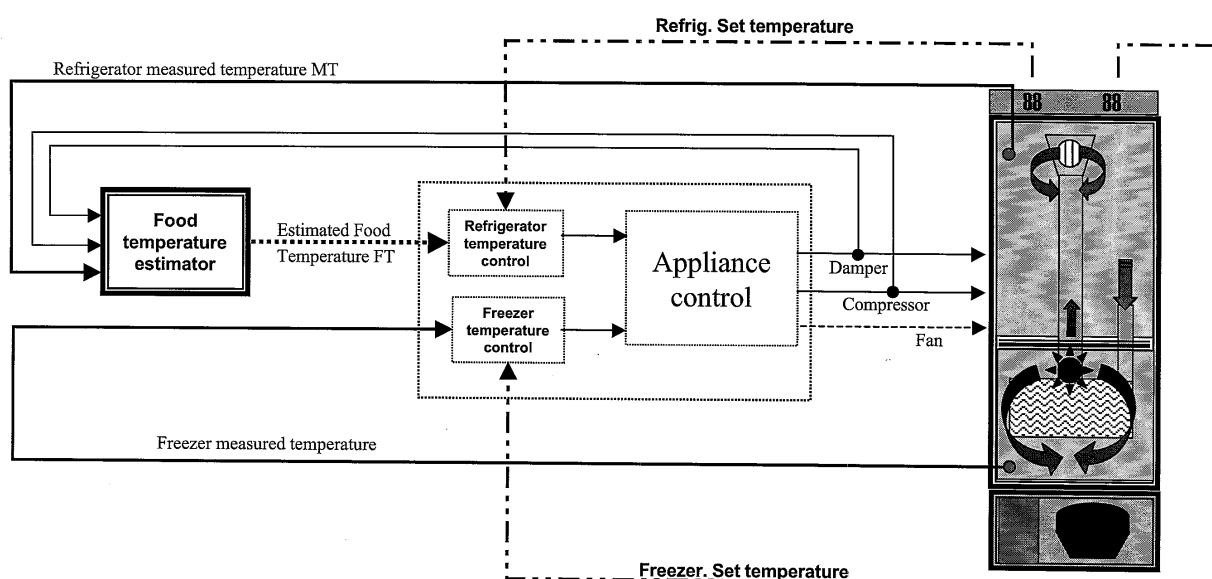 Refrig. Set temperature
Refrigerator measured temperature MT
88 88
Food
temperature
estimator
Estimated Food
Temperature FT
Refrigerator
temperature
control
Freezer
temperature
control
Appliance
control
Damper
Compressor
Fan
Freezer measured temperature
Freezer. Set temperature